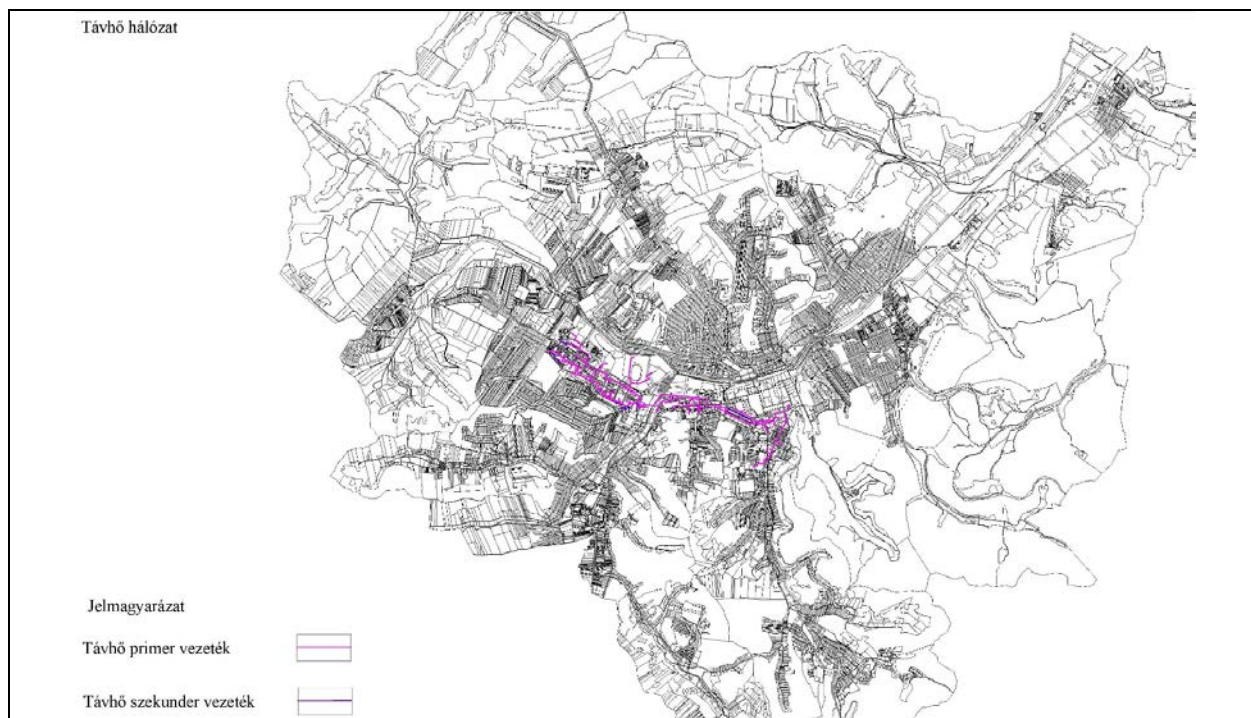 Távhő hálózat
Jelmagyarázat
Távhő primer vezeték
Távhő szekunder vezeték